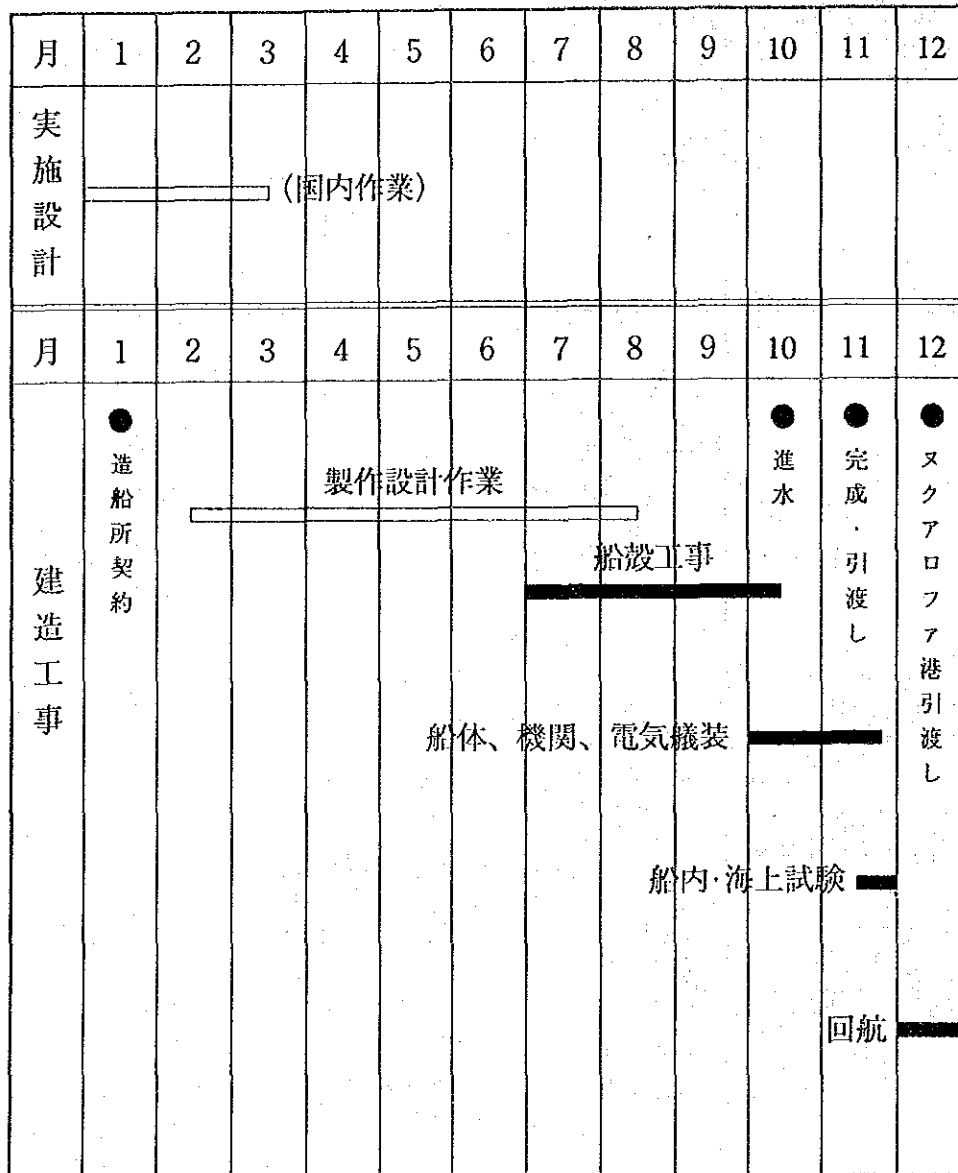 月 1 2 3 4 5 6 7 8 9 10 11 12
実施設計
(国内作業)
月 1 2 3 4 5 6 7 8 9 10 11 12
建造工事
造船所契約
製作設計作業
船殻工事
船体、機関、電気艤装
船内・海上試験
回航
進水
完成・引渡し
ヌクアロファ港引渡し